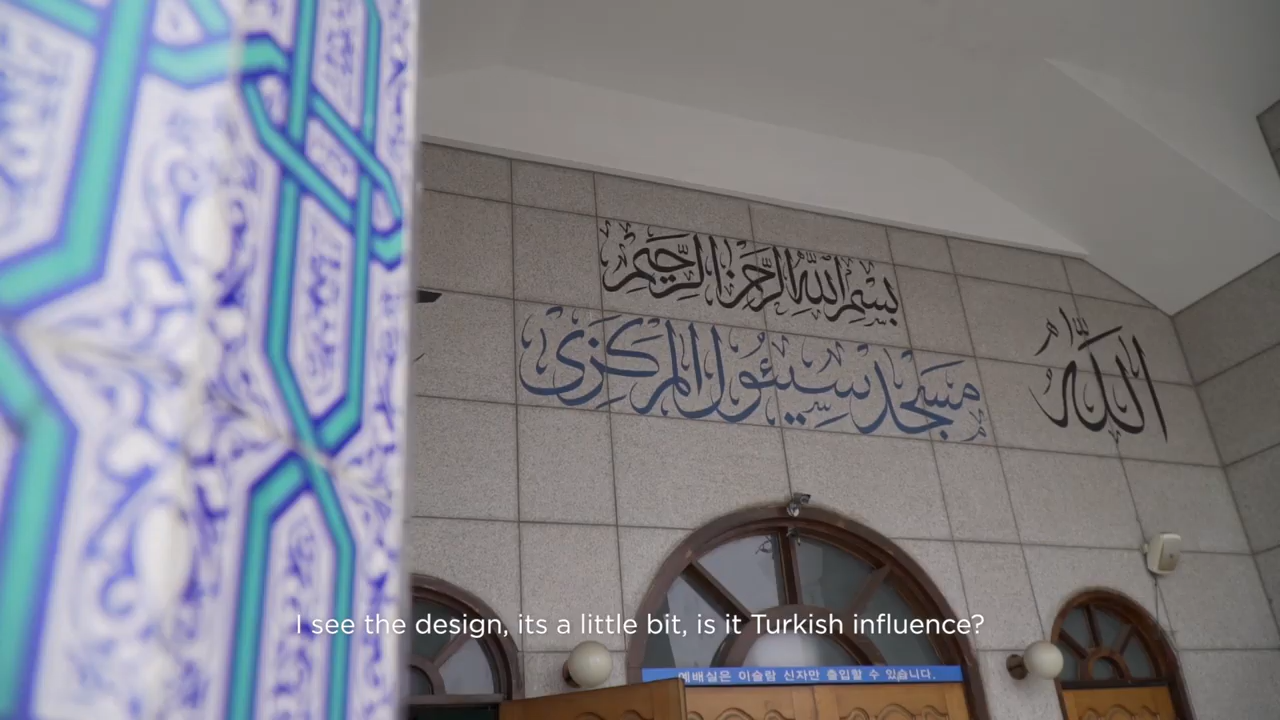 بسم الله الرحمن الرحيم
مسجد سيئول المركزي
الله
I see the design, its a little bit, is it Turkish influence?
예배실은 이슬람 신자만 출입할 수 있습니다.